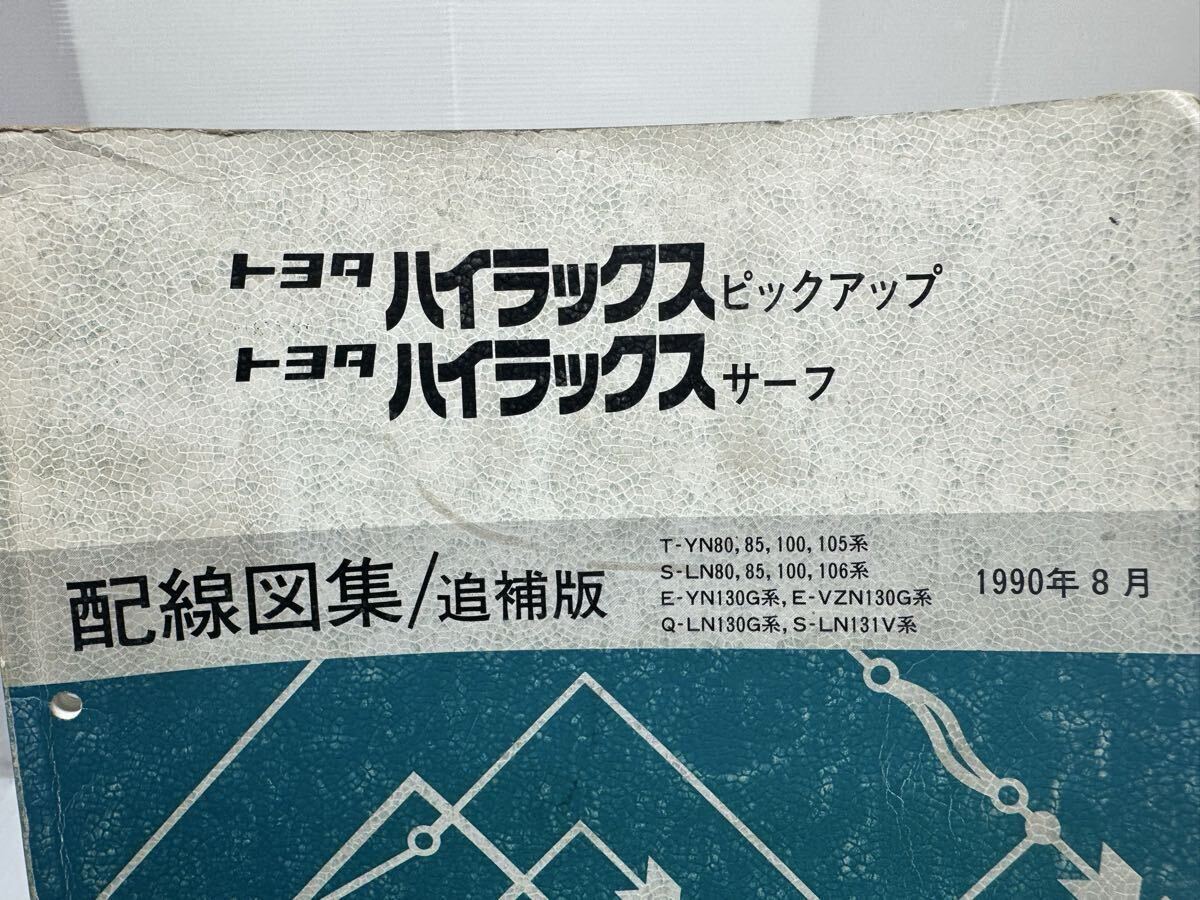 トヨタ ハイラックス ピックアップ
トヨタ ハイラックス サーフ
配線図集/追補版
T-YN80,85,100,105系
S-LN80,85,100,106系
E-YN130G系,E-VZN130G系
Q-LN130G系,S-LN131V系
1990年8月